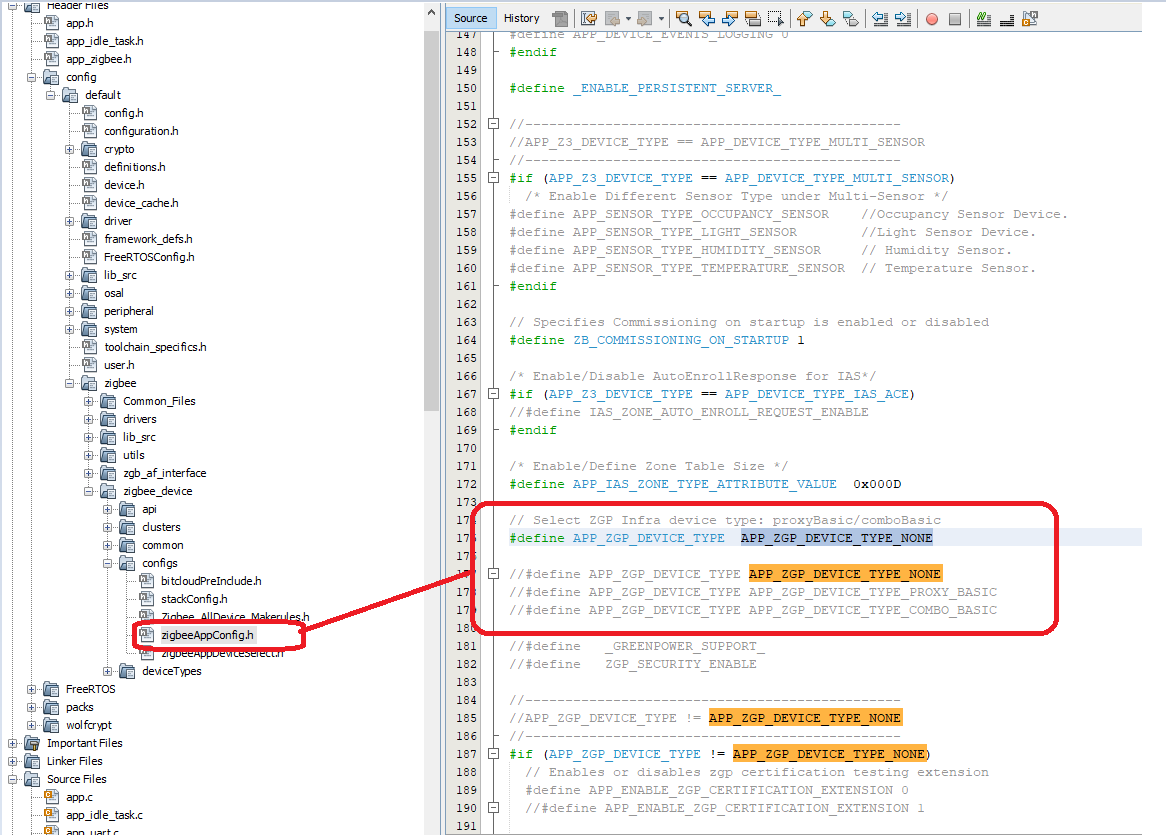 Header Files
app.h
app_idle_task.h
app_zigbee.h
config
default
config.h
configuration.h
crypto
definitions.h
device.h
device_cache.h
driver
framework_defs.h
FreeRTOSConfig.h
lib_src
osal
peripheral
system
toolchain_specifics.h
user.h
zigbee
Common_Files
drivers
lib_src
utils
zgb_af_interface
zigbee_device
api
clusters
common
configs
bitcloudPreInclude.h
stackConfig.h
Zigbee_AllDevice_Makerules.h
zigbeeAppConfig.h
zigbeeAppDeviceSelect.h
deviceTypes
FreeRTOS
packs
wolfcrypt
Important Files
Linker Files
Source Files
app.c
app_idle_task.c
app_uart.c
Source History
147 #define APP_DEVICE_EVENTS_LOGGING 0
148 #endif
149
150 #define _ENABLE_PERSISTENT_SERVER_
151
152 //-----------------------------------------------
153 //APP_Z3_DEVICE_TYPE == APP_DEVICE_TYPE_MULTI_SENSOR
154 //-----------------------------------------------
155 #if (APP_Z3_DEVICE_TYPE == APP_DEVICE_TYPE_MULTI_SENSOR)
156 /* Enable Different Sensor Type under Multi-Sensor */
157 #define APP_SENSOR_TYPE_OCCUPANCY_SENSOR //Occupancy Sensor Device.
158 #define APP_SENSOR_TYPE_LIGHT_SENSOR //Light Sensor Device.
159 #define APP_SENSOR_TYPE_HUMIDITY_SENSOR // Humidity Sensor.
160 #define APP_SENSOR_TYPE_TEMPERATURE_SENSOR // Temperature Sensor.
161 #endif
162
163 // Specifies Commissioning on startup is enabled or disabled
164 #define ZB_COMMISSIONING_ON_STARTUP 1
165
166 /* Enable/Disable AutoEnrollResponse for IAS*/
167 #if (APP_Z3_DEVICE_TYPE == APP_DEVICE_TYPE_IAS_ACE)
168 //#define IAS_ZONE_AUTO_ENROLL_REQUEST_ENABLE
169 #endif
170
171 /* Enable/Define Zone Table Size */
172 #define APP_IAS_ZONE_TYPE_ATTRIBUTE_VALUE 0x000D
173
// Select ZGP Infra device type: proxyBasic/comboBasic
#define APP_ZGP_DEVICE_TYPE APP_ZGP_DEVICE_TYPE_NONE
//#define APP_ZGP_DEVICE_TYPE APP_ZGP_DEVICE_TYPE_NONE
//#define APP_ZGP_DEVICE_TYPE APP_ZGP_DEVICE_TYPE_PROXY_BASIC
//#define APP_ZGP_DEVICE_TYPE APP_ZGP_DEVICE_TYPE_COMBO_BASIC
180
181 //#define _GREENPOWER_SUPPORT_
182 //#define ZGP_SECURITY_ENABLE
183
184 //-----------------------------------------------
185 //APP_ZGP_DEVICE_TYPE != APP_ZGP_DEVICE_TYPE_NONE
186 //-----------------------------------------------
187 #if (APP_ZGP_DEVICE_TYPE != APP_ZGP_DEVICE_TYPE_NONE)
188 // Enables or disables zgp certification testing extension
189 #define APP_ENABLE_ZGP_CERTIFICATION_EXTENSION 0
190 //#define APP_ENABLE_ZGP_CERTIFICATION_EXTENSION 1
191